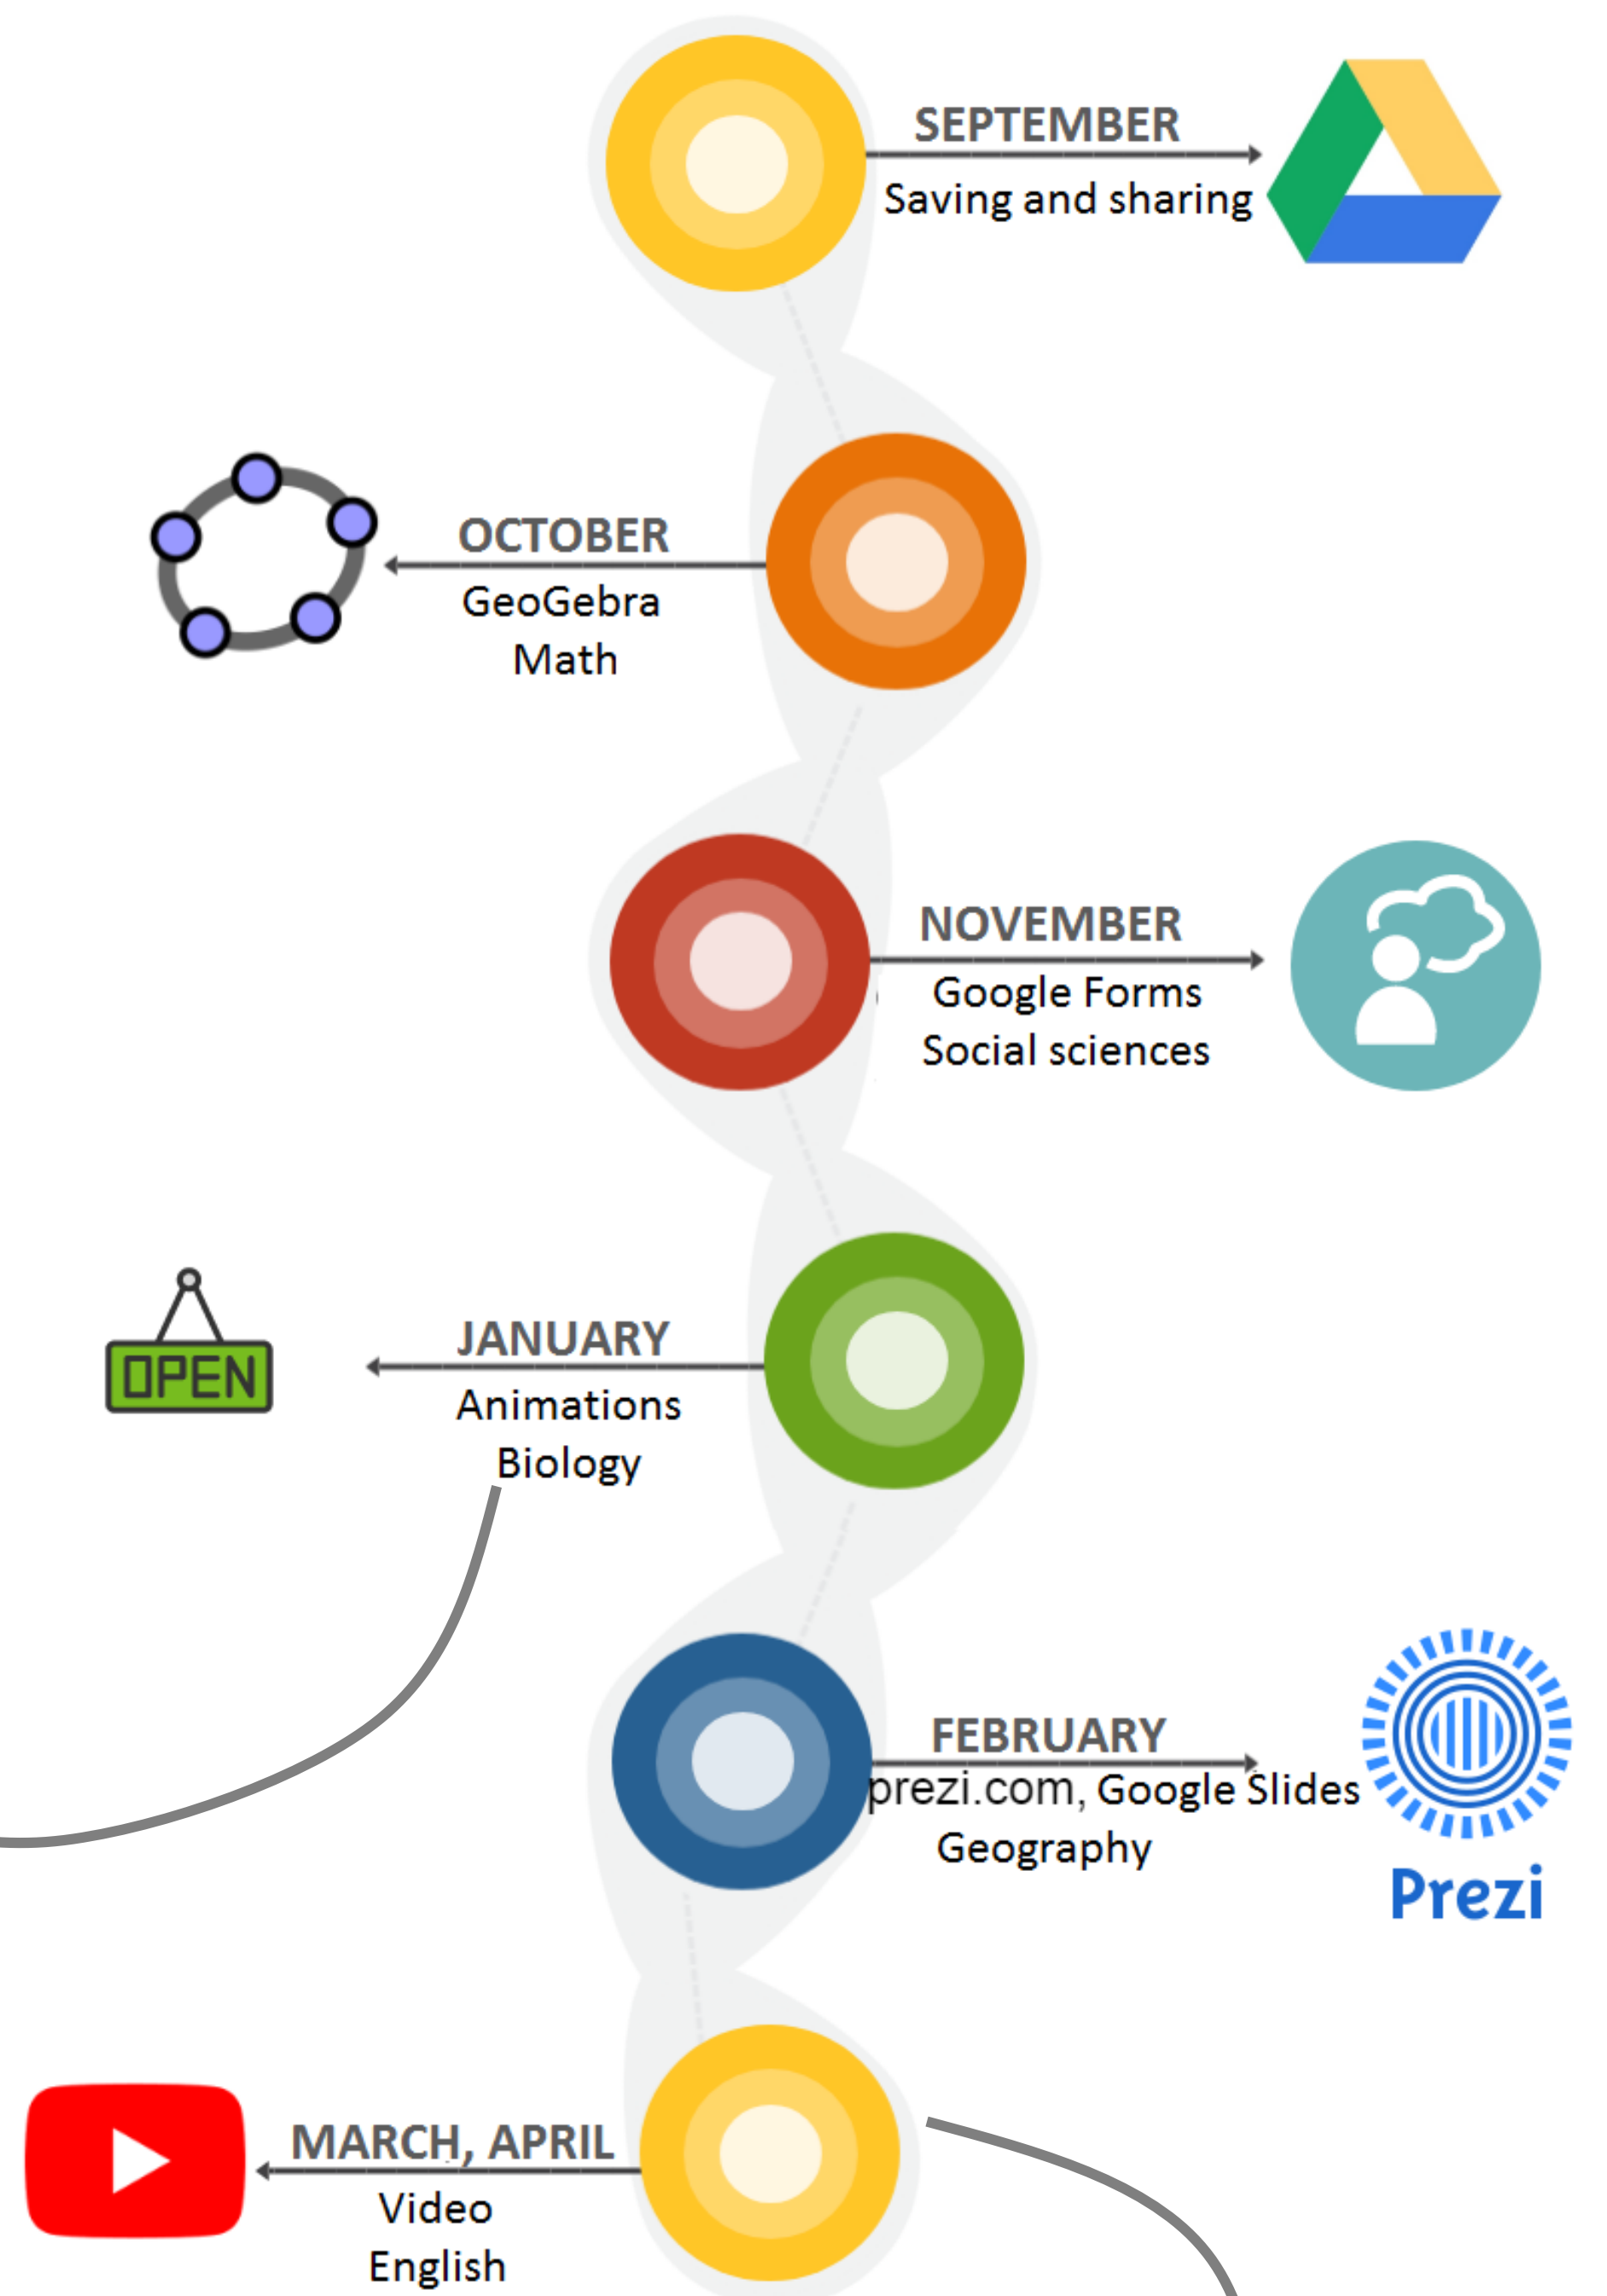 SEPTEMBER
Saving and sharing
OCTOBER
GeoGebra
Math
NOVEMBER
Google Forms
Social sciences
OPEN
JANUARY
Animations
Biology
FEBRUARY
prezi.com, Google Slides
Geography
Prezi
MARCH, APRIL
Video
English